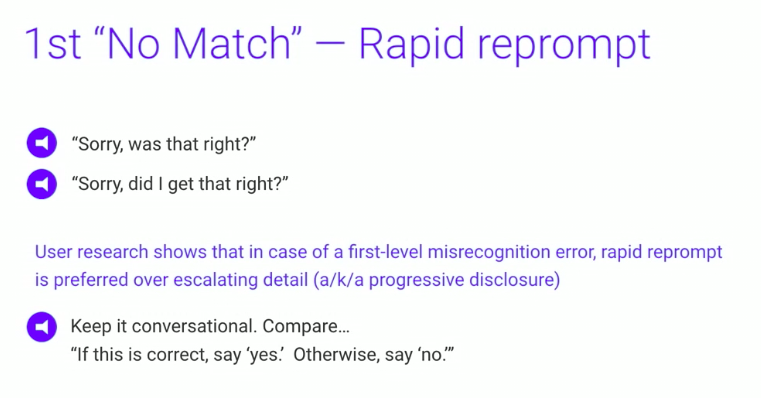 1st “No Match” — Rapid reprompt
“Sorry, was that right?”
“Sorry, did I get that right?”
User research shows that in case of a first-level misrecognition error, rapid reprompt
is preferred over escalating detail (a/k/a progressive disclosure)
Keep it conversational. Compare...
“If this is correct, say ‘yes.’  Otherwise, say ‘no.’”